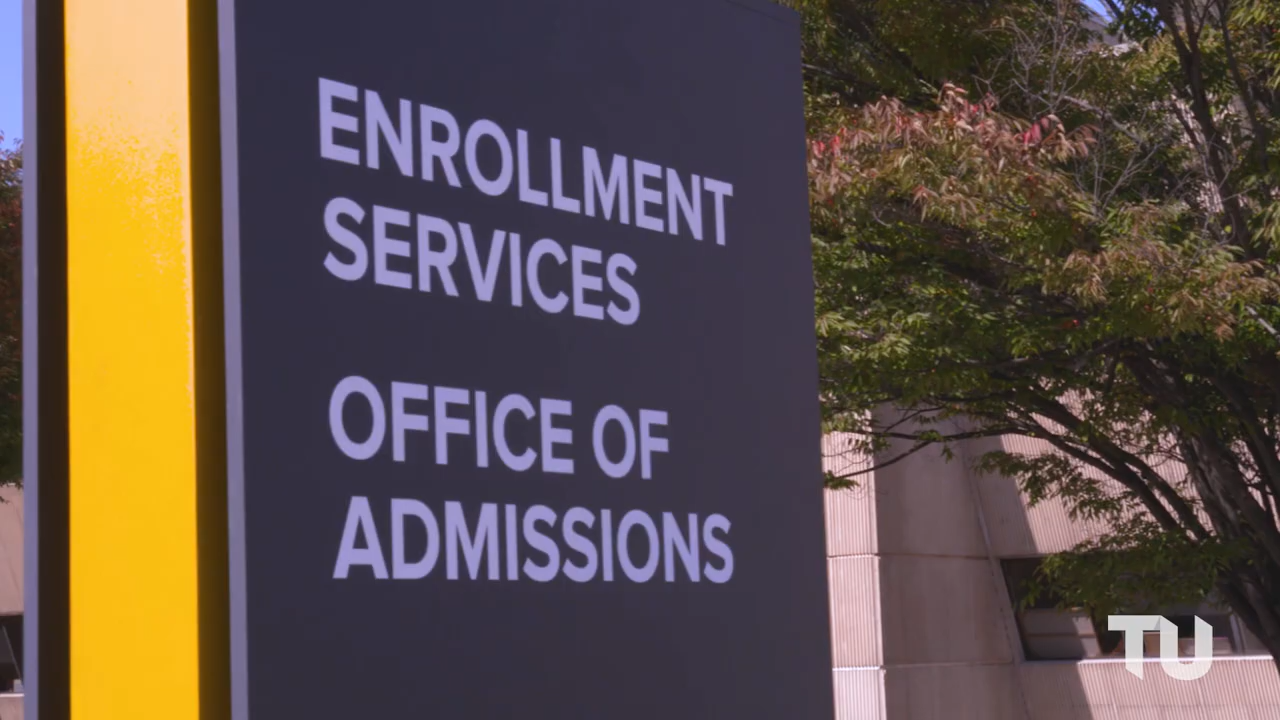 ENROLLMENT
SERVICES
OFFICE OF
ADMISSIONS
TU